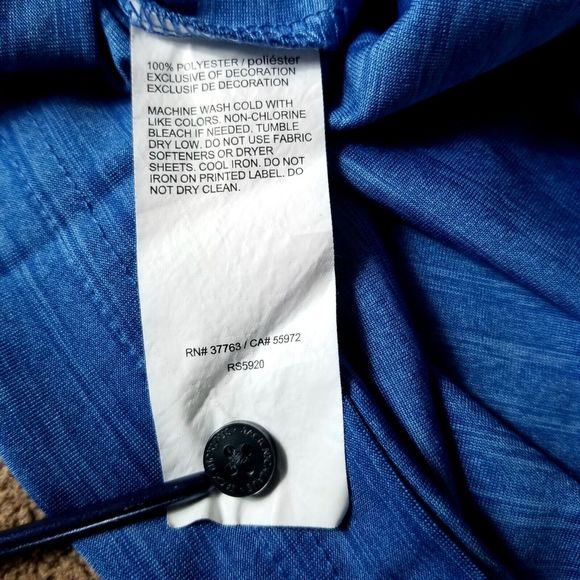 100% POLYESTER / poliéster
EXCLUSIVE OF DECORATION
EXCLUSIF DE DECORATION
MACHINE WASH COLD WITH
LIKE COLORS. NON-CHLORINE
BLEACH IF NEEDED. TUMBLE
DRY LOW. DO NOT USE FABRIC
SOFTENERS OR DRYER
SHEETS. COOL IRON. DO NOT
IRON ON PRINTED LABEL. DO
NOT DRY CLEAN.
RN# 37763 / CA# 55972
RS5920